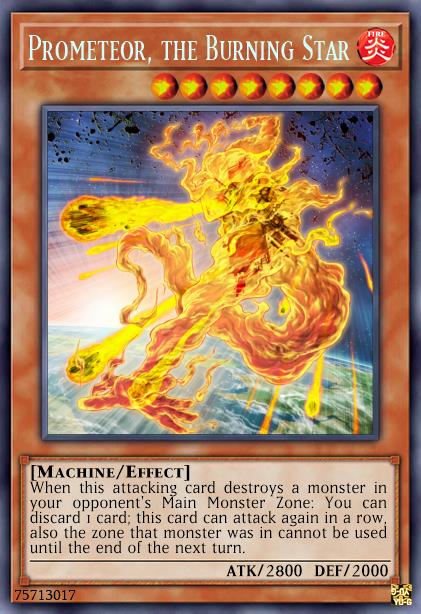 PROMETEOR, THE BURNING STAR
FIRE
炎
[MACHINE/EFFECT]
When this attacking card destroys a monster in
your opponent's Main Monster Zone: You can
discard 1 card; this card can attack again in a row,
also the zone that monster was in cannot be used
until the end of the next turn.
ATK/2800 DEF/2000
75713017